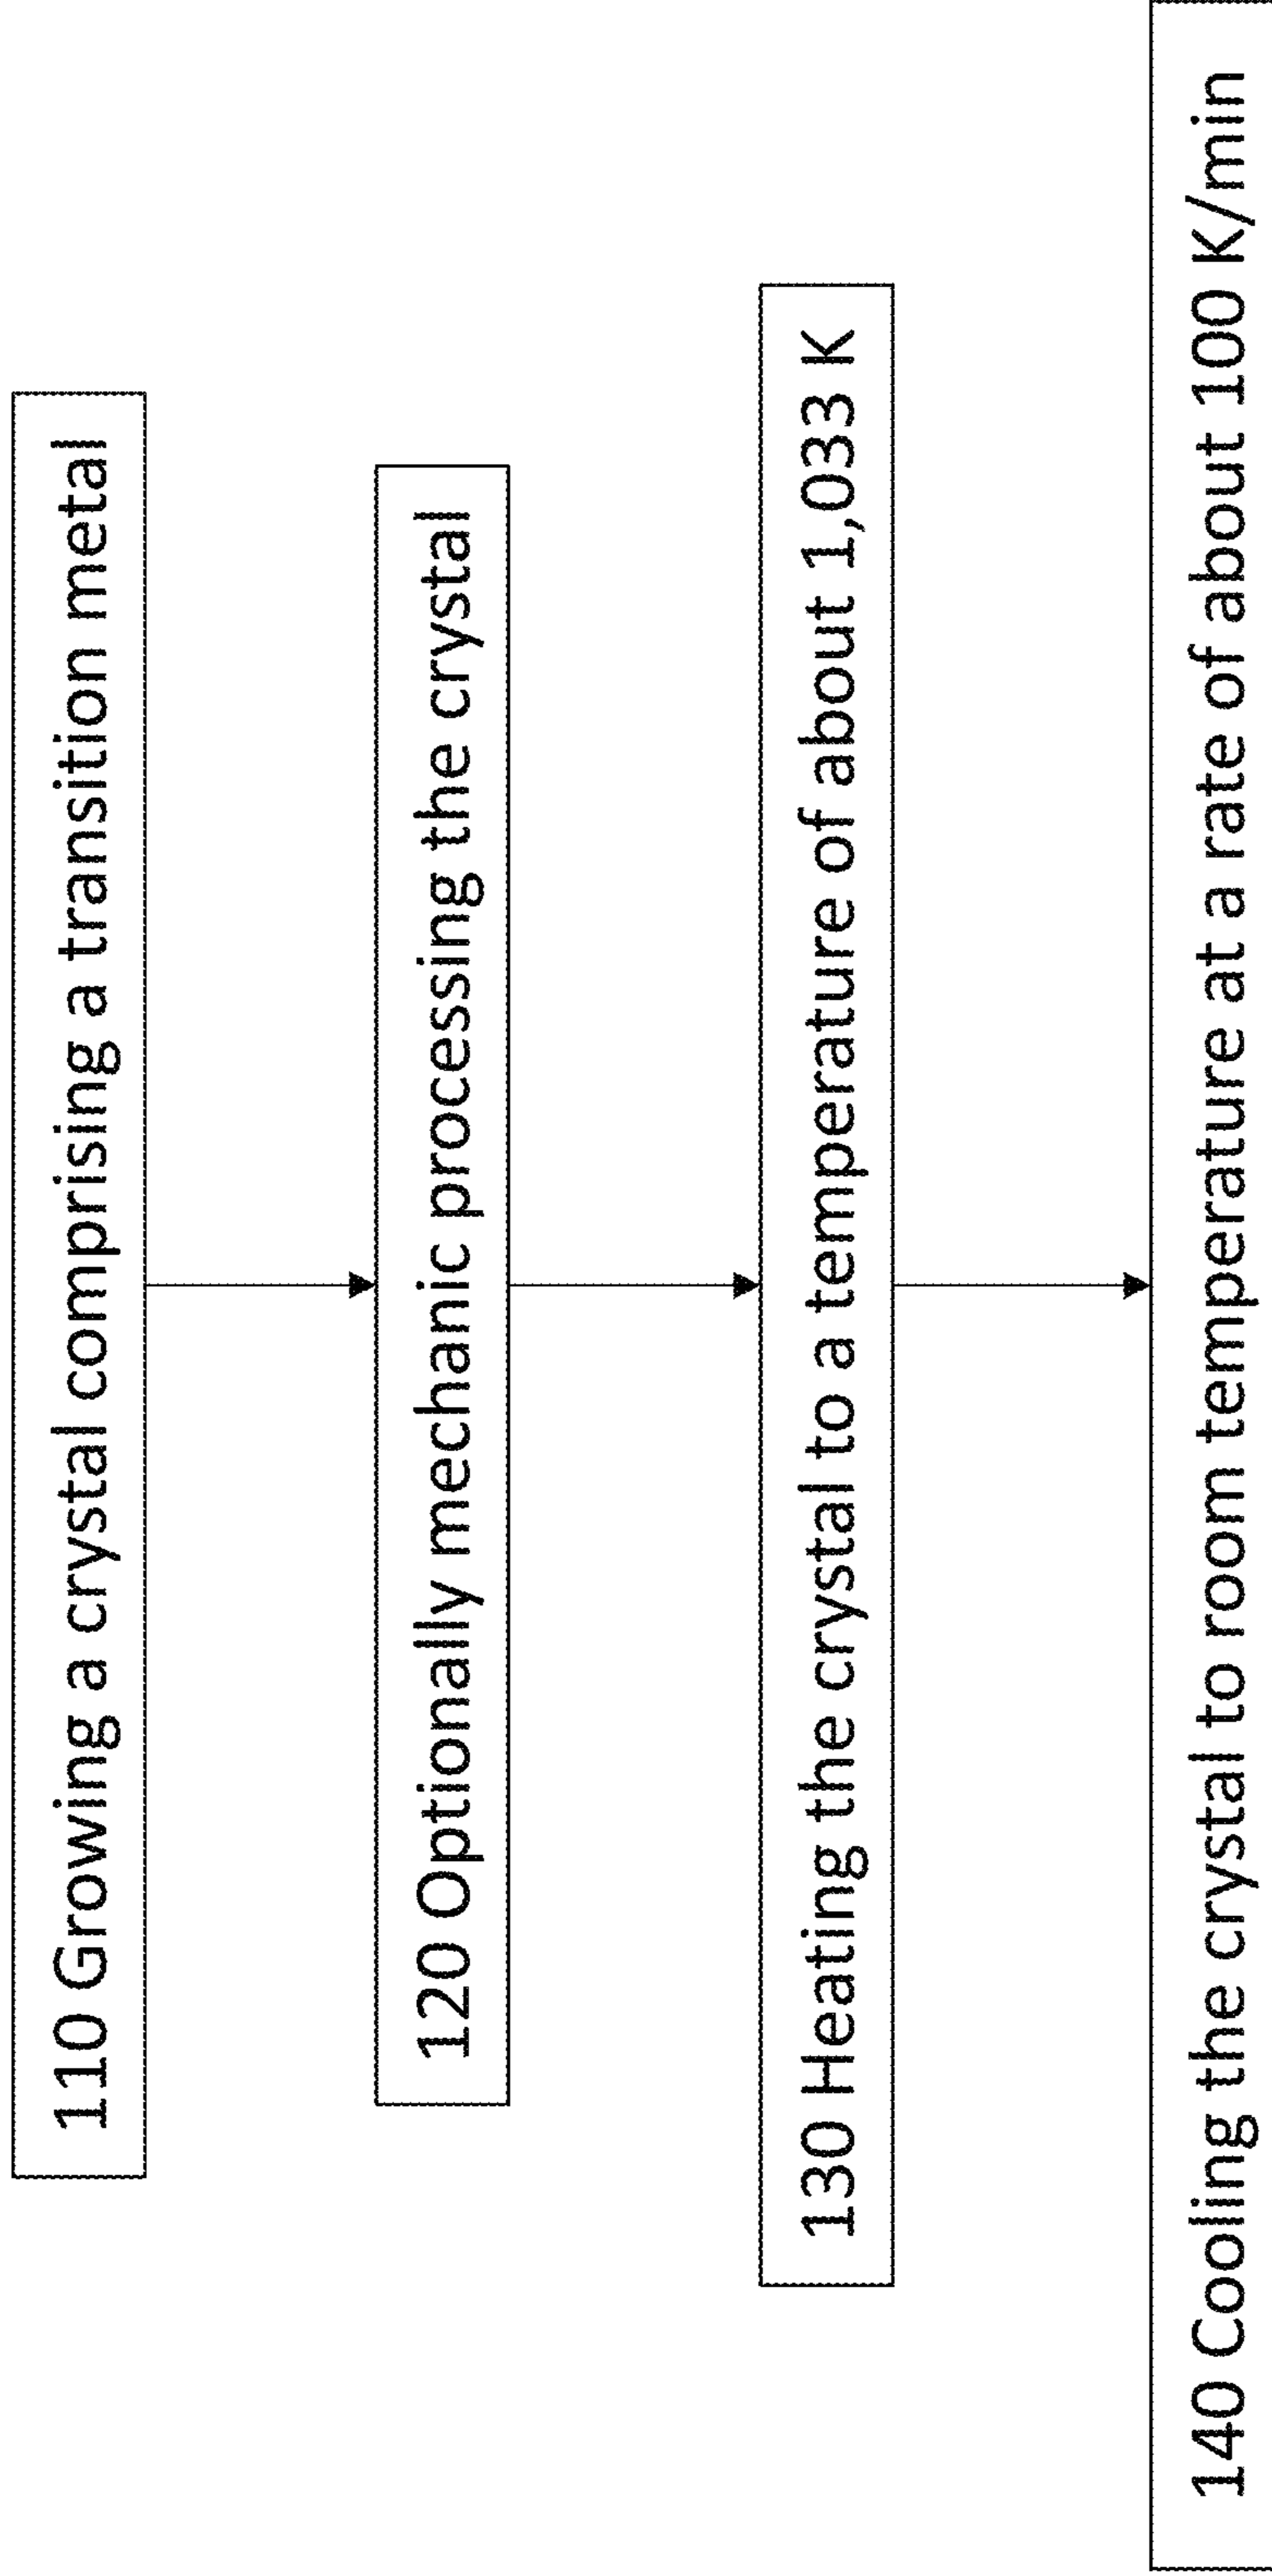 110 Growing a crystal comprising a transition metal
120 Optionally mechanic processing the crystal
130 Heating the crystal to a temperature of about 1,033 K
140 Cooling the crystal to room temperature at a rate of about 100 K/min